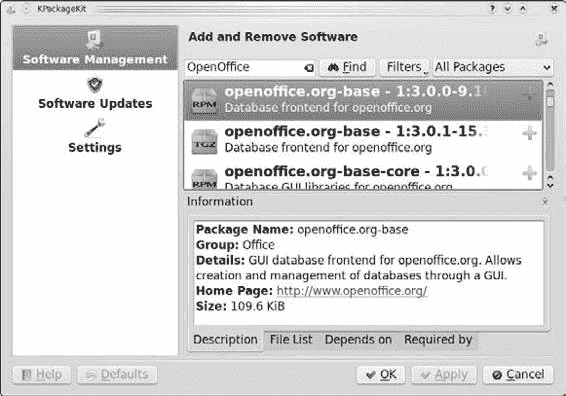 KPackageKit
Software Management
Software Updates
Settings
Add and Remove Software
OpenOffice Find Filters All Packages
RPM openoffice.org-base - 1:3.0.0-9.1
Database frontend for openoffice.org
TGZ openoffice.org-base - 1:3.0.1-15.
Database frontend for openoffice.org
RPM openoffice.org-base-core - 1:3.0.
Database GUI libraries for openoffice.org
Information
Package Name: openoffice.org-base
Group: Office
Details: GUI database frontend for openoffice.org. Allows
creation and management of databases through a GUI.
Home Page: http://www.openoffice.org/
Size: 109.6 KiB
Description File List Depends on Required by
Help Defaults OK Apply Cancel